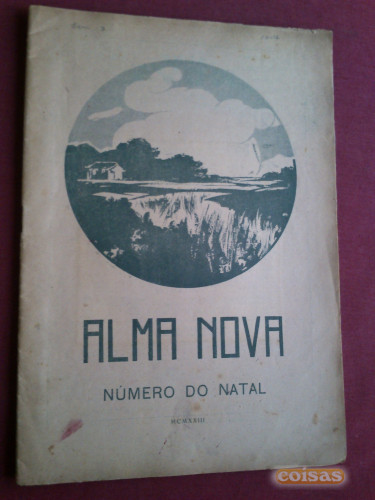 ALMA NOVA
NÚMERO DO NATAL
MCMXXIII
coisas